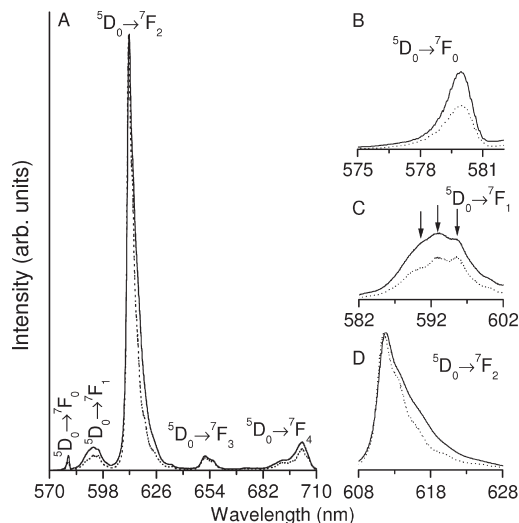 A
⁵D₀→⁷F₂
⁵D₀→⁷F₀
⁵D₀→⁷F₁
⁵D₀→⁷F₃
⁵D₀→⁷F₄
Intensity (arb. units)
570 598 626 654 682 710
Wavelength (nm)
B
⁵D₀→⁷F₀
575 578 581
C
⁵D₀→⁷F₁
582 592 602
D
⁵D₀→⁷F₂
608 618 628